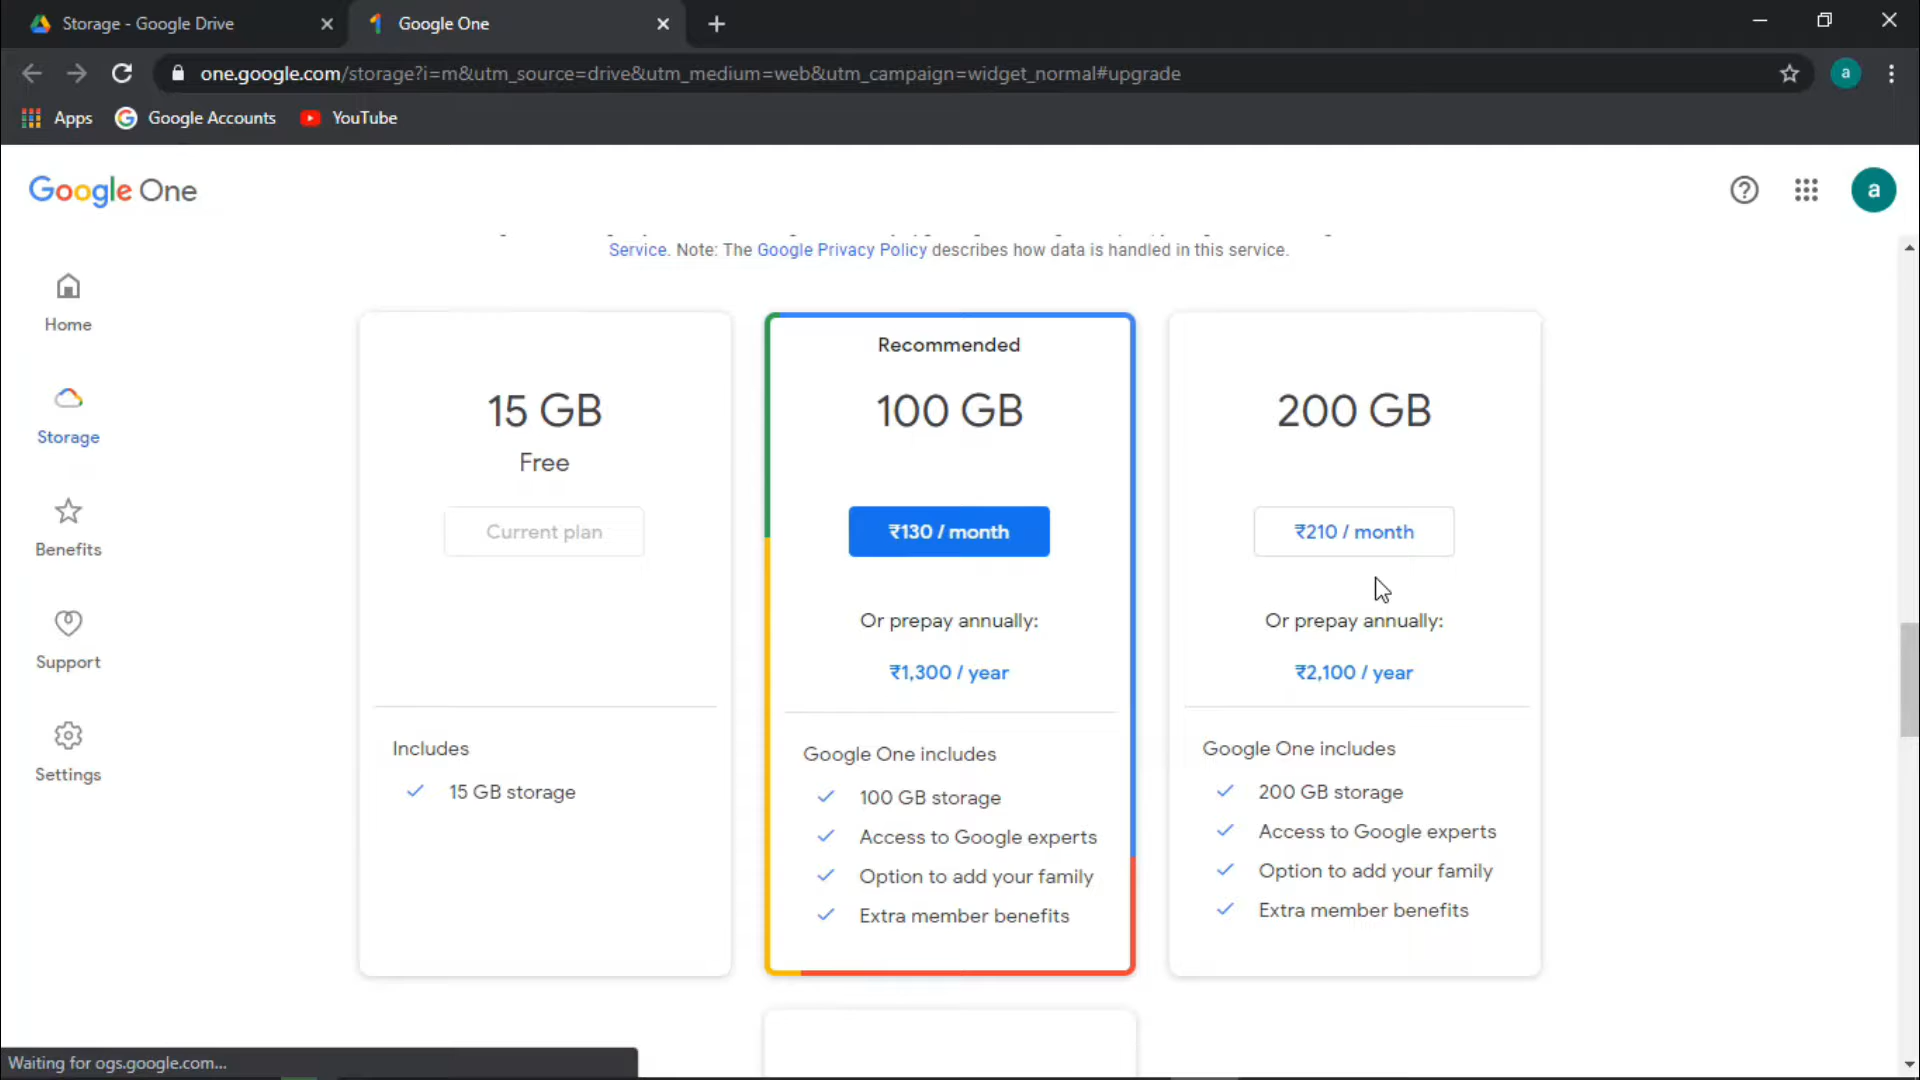 Storage - Google Drive
Google One
one.google.com/storage?i=m&utm_source=drive&utm_medium=web&utm_campaign=widget_normal#upgrade
a
Apps
Google Accounts
YouTube
Google One
a
Service. Note: The Google Privacy Policy describes how data is handled in this service.
Home
Storage
Benefits
Support
Settings
15 GB
Free
Current plan
Includes
15 GB storage
Recommended
100 GB
₹130 / month
Or prepay annually:
₹1,300 / year
Google One includes
100 GB storage
Access to Google experts
Option to add your family
Extra member benefits
200 GB
₹210 / month
Or prepay annually:
₹2,100 / year
Google One includes
200 GB storage
Access to Google experts
Option to add your family
Extra member benefits
Waiting for ogs.google.com...